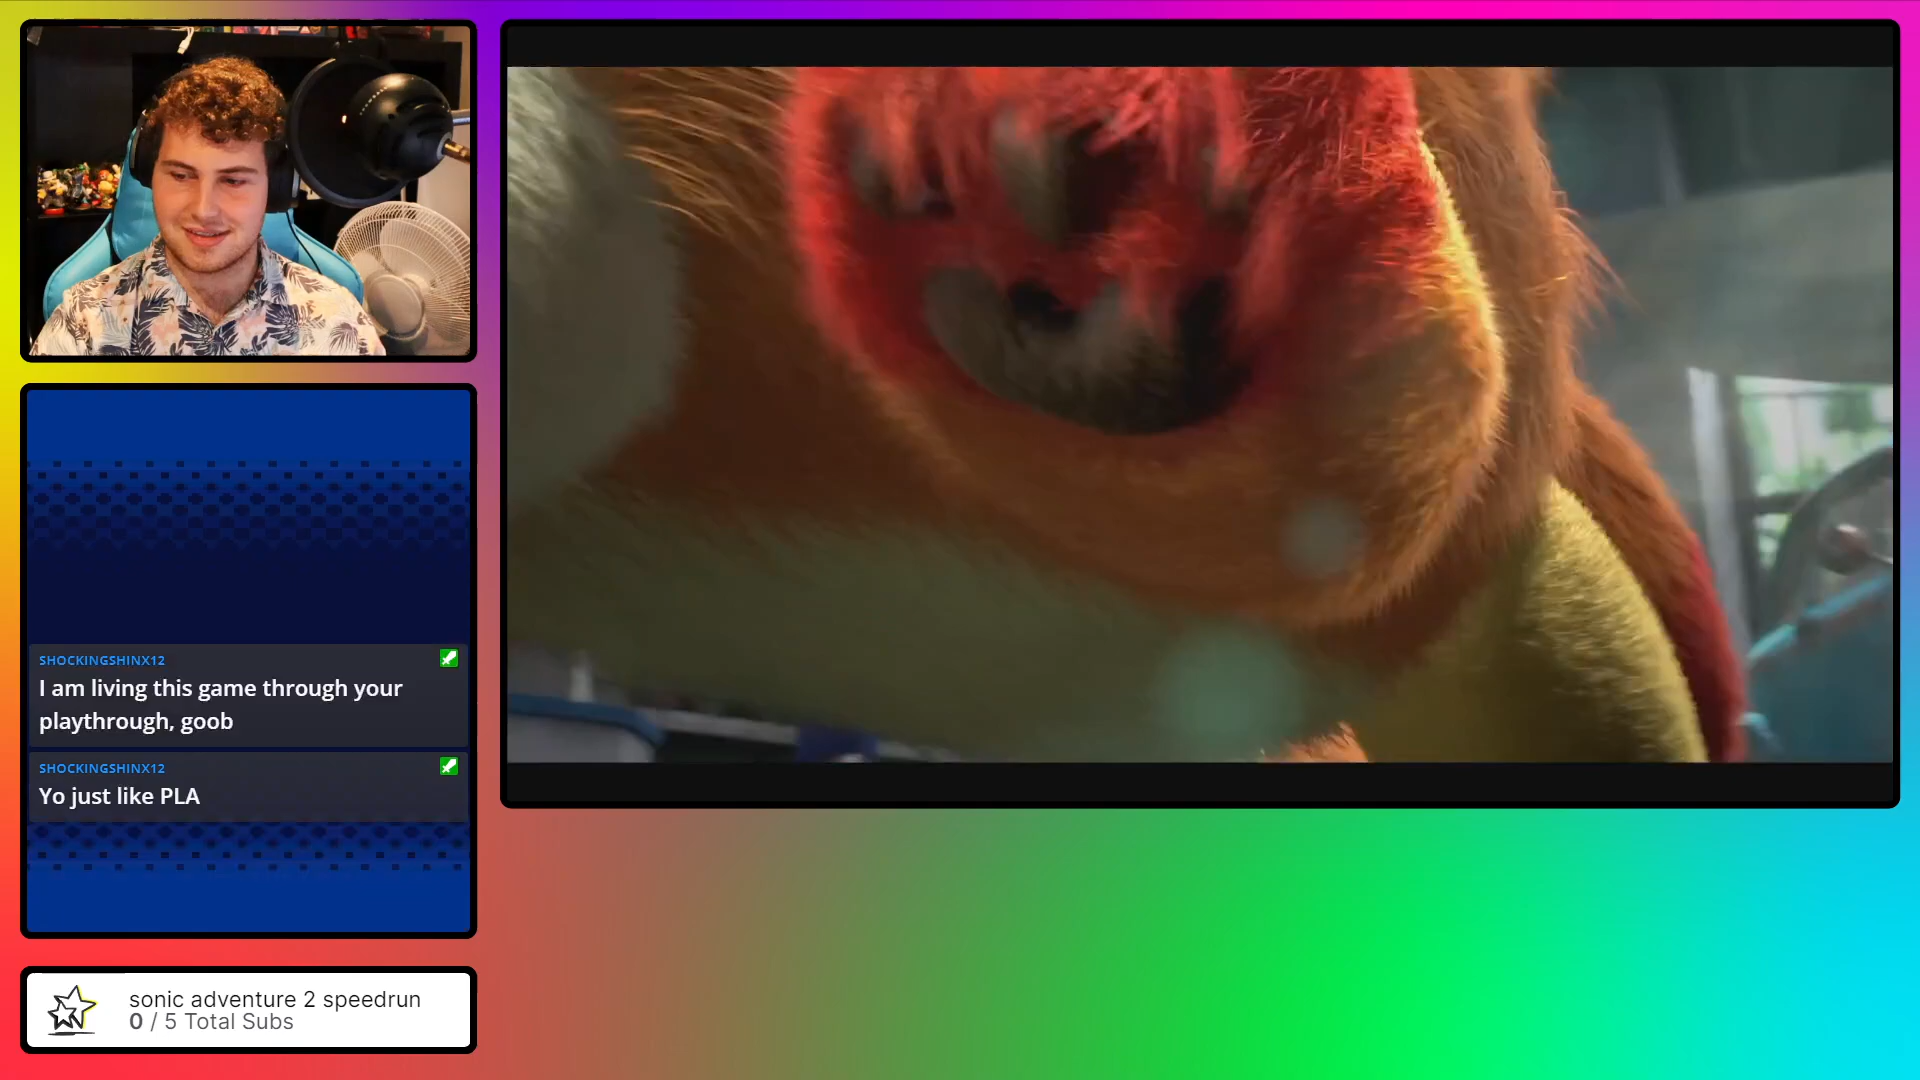 SHOCKINGSHINX12
I am living this game through your
playthrough, goob
SHOCKINGSHINX12
Yo just like PLA
sonic adventure 2 speedrun
0 / 5 Total Subs